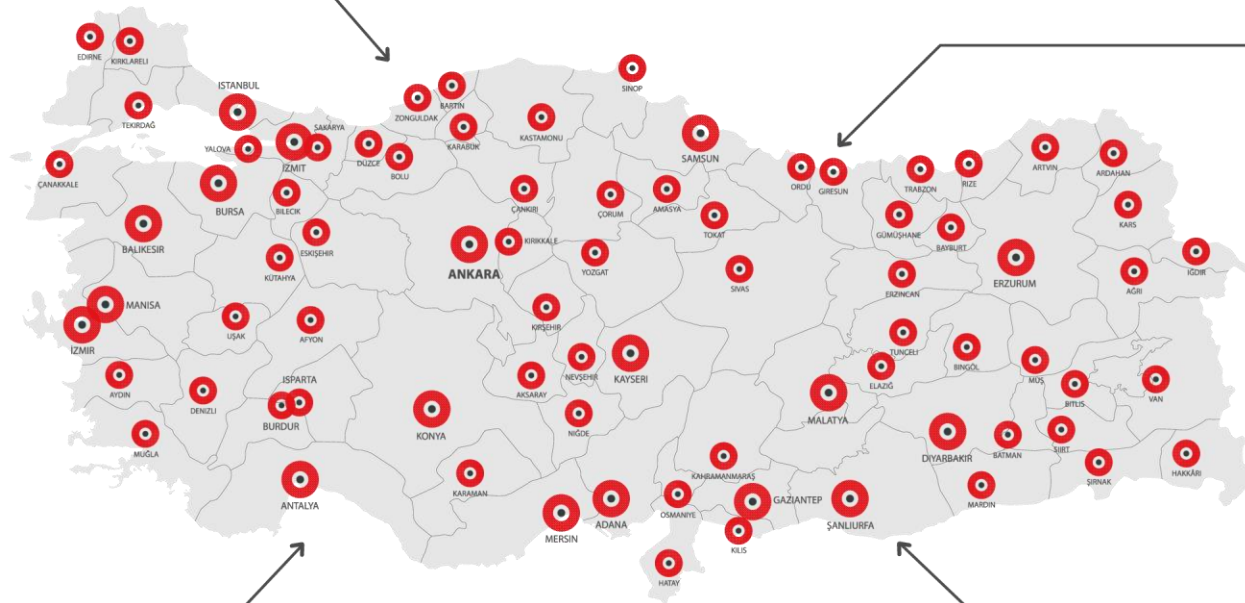 EDIRNE
KIRKLARELI
SINOP
ISTANBUL
BARTIN
ZONGULDAK
TEKIRDAĞ
SAKARYA
KARABÜK
KASTAMONU
YALOVA
İZMİT
DÜZCE
BOLU
SAMSUN
ORDU
GIRESUN
TRABZON
RIZE
ARTVIN
ARDAHAN
ÇANAKKALE
BURSA
BILECIK
ÇANKIRI
ÇORUM
AMASYA
TOKAT
GÜMÜŞHANE
BAYBURT
KARS
BALIKESIR
ESKIŞEHIR
KIRIKKALE
ANKARA
YOZGAT
KÜTAHYA
SIVAS
ERZINCAN
ERZURUM
IĞDIR
AĞRI
MANISA
İZMIR
UŞAK
AFYON
KIRŞEHIR
TUNCELI
BINGÖL
MUŞ
NEVŞEHIR
KAYSERI
ELAZIĞ
BITLIS
VAN
AYDIN
DENIZLI
ISPARTA
BURDUR
AKSARAY
MALATYA
KONYA
NIĞDE
DIYARBAKIR
BATMAN
SIIRT
MUĞLA
KAHRAMANMARAŞ
ŞIRNAK
HAKKÂRI
ANTALYA
KARAMAN
MERSIN
ADANA
OSMANIYE
GAZIANTEP
ŞANLIURFA
MARDIN
KILIS
HATAY